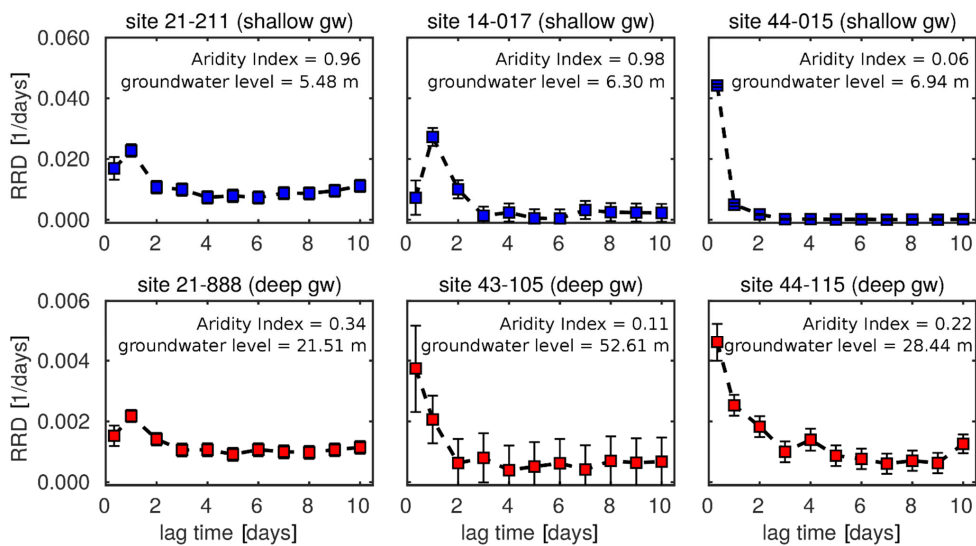 site 21-211 (shallow gw)
site 14-017 (shallow gw)
site 44-015 (shallow gw)
0.060
0.040
0.020
0.000
RRD [1/days]
Aridity Index = 0.96
groundwater level = 5.48 m
0 2 4 6 8 10
Aridity Index = 0.98
groundwater level = 6.30 m
0 2 4 6 8 10
Aridity Index = 0.06
groundwater level = 6.94 m
0 2 4 6 8 10
site 21-888 (deep gw)
site 43-105 (deep gw)
site 44-115 (deep gw)
0.006
0.004
0.002
0.000
RRD [1/days]
Aridity Index = 0.34
groundwater level = 21.51 m
0 2 4 6 8 10
lag time [days]
Aridity Index = 0.11
groundwater level = 52.61 m
0 2 4 6 8 10
lag time [days]
Aridity Index = 0.22
groundwater level = 28.44 m
0 2 4 6 8 10
lag time [days]